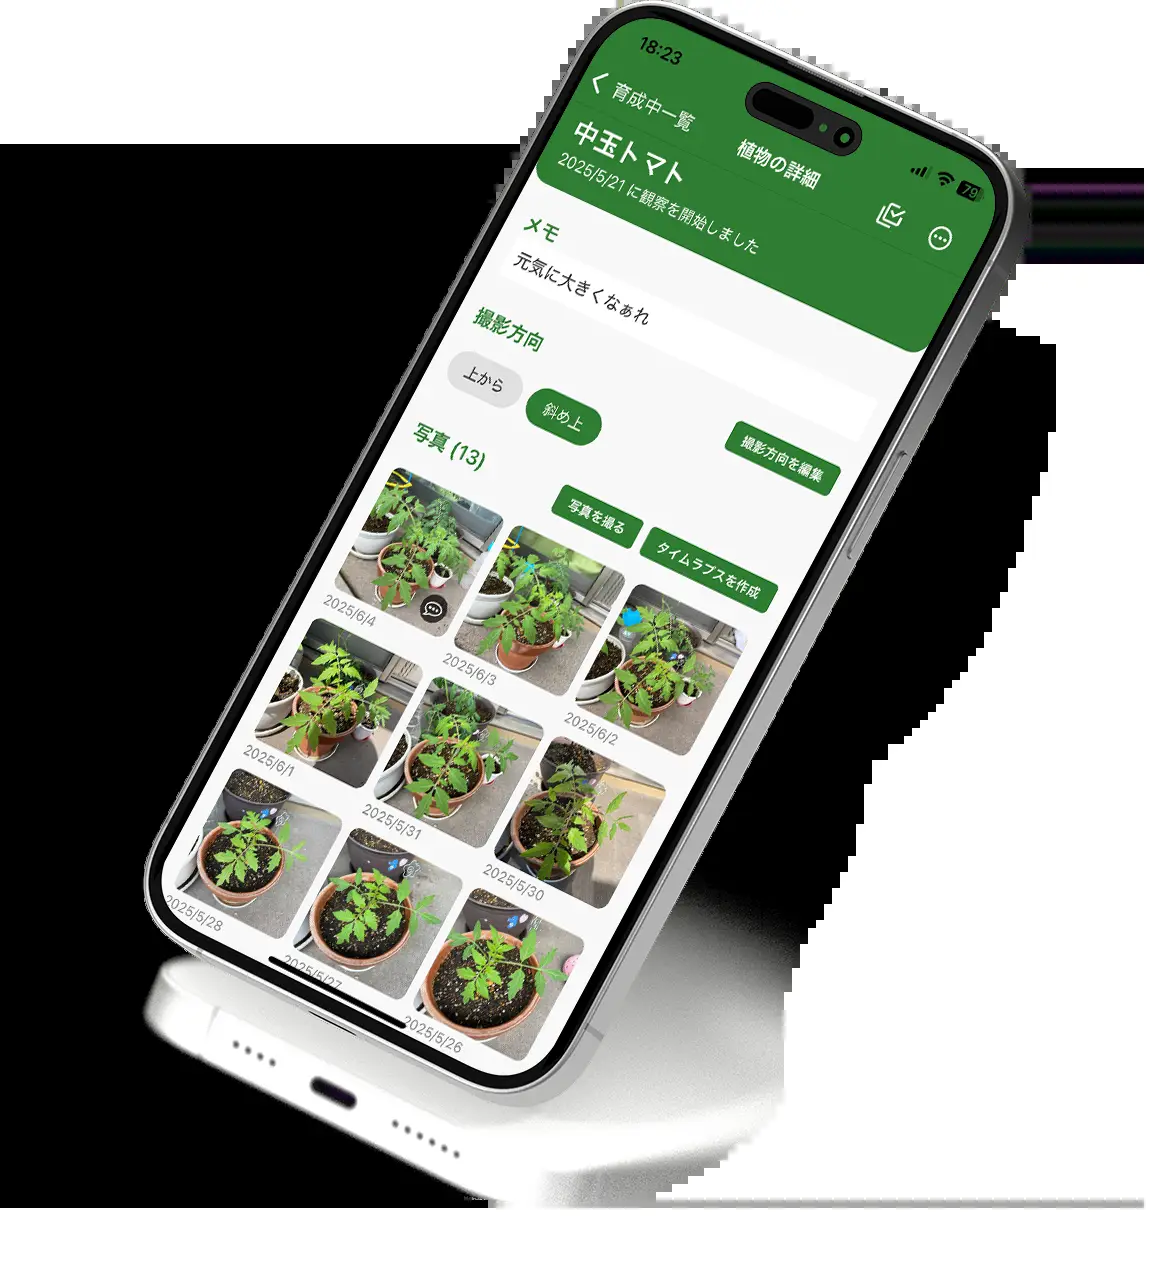 18:23
79
育成中一覧
植物の詳細
中玉トマト
2025/5/21 に観察を開始しました
メモ
元気に大きくなぁれ
撮影方向
上から
斜め上
撮影方向を編集
写真 (13)
写真を撮る
タイムラプスを作成
2025/6/4
2025/6/3
2025/6/2
2025/6/1
2025/5/31
2025/5/30
2025/5/28
2025/5/27
2025/5/26